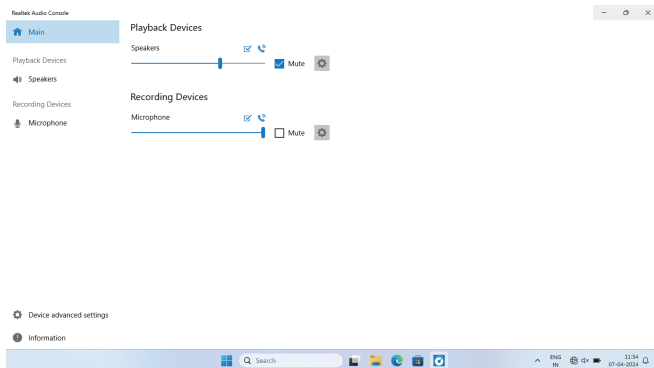 Realtek Audio Console
Main
Playback Devices
Speakers
Recording Devices
Microphone
Playback Devices
Speakers
Mute
Recording Devices
Microphone
Mute
Device advanced settings
Information
Search
ENG
IN
11:54
07-04-2024